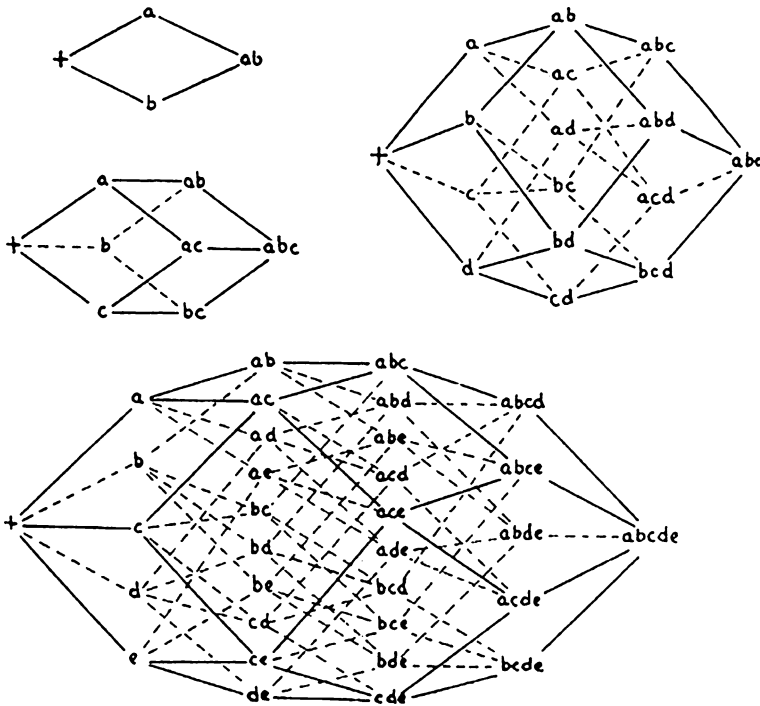 a
+ ab
b
ab
a abc
ac
b ad abd
+ abc
c bc acd
bd
d bcd
cd
a ab
+ b ac abc
c bc
ab abc
a ac abd abcd
ad abe
b ae acd abce
+ c bc ace abde abcde
bd ade
d be bcd acde
cd bce
e ce bde bcde
de cde